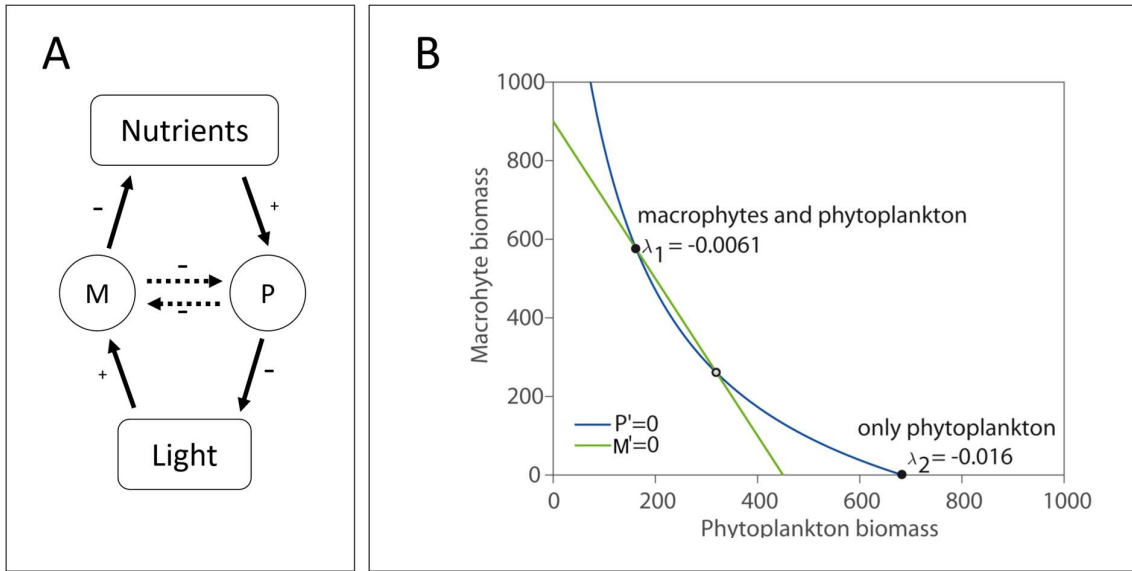 A
Nutrients
-
+
M
-
-
P
+
-
Light
B
1000
800
600
400
200
0
Macrohyte biomass
macrophytes and phytoplankton
λ1 = -0.0061
P'=0
M'=0
only phytoplankton
λ2 = -0.016
0
200
400
600
800
1000
Phytoplankton biomass